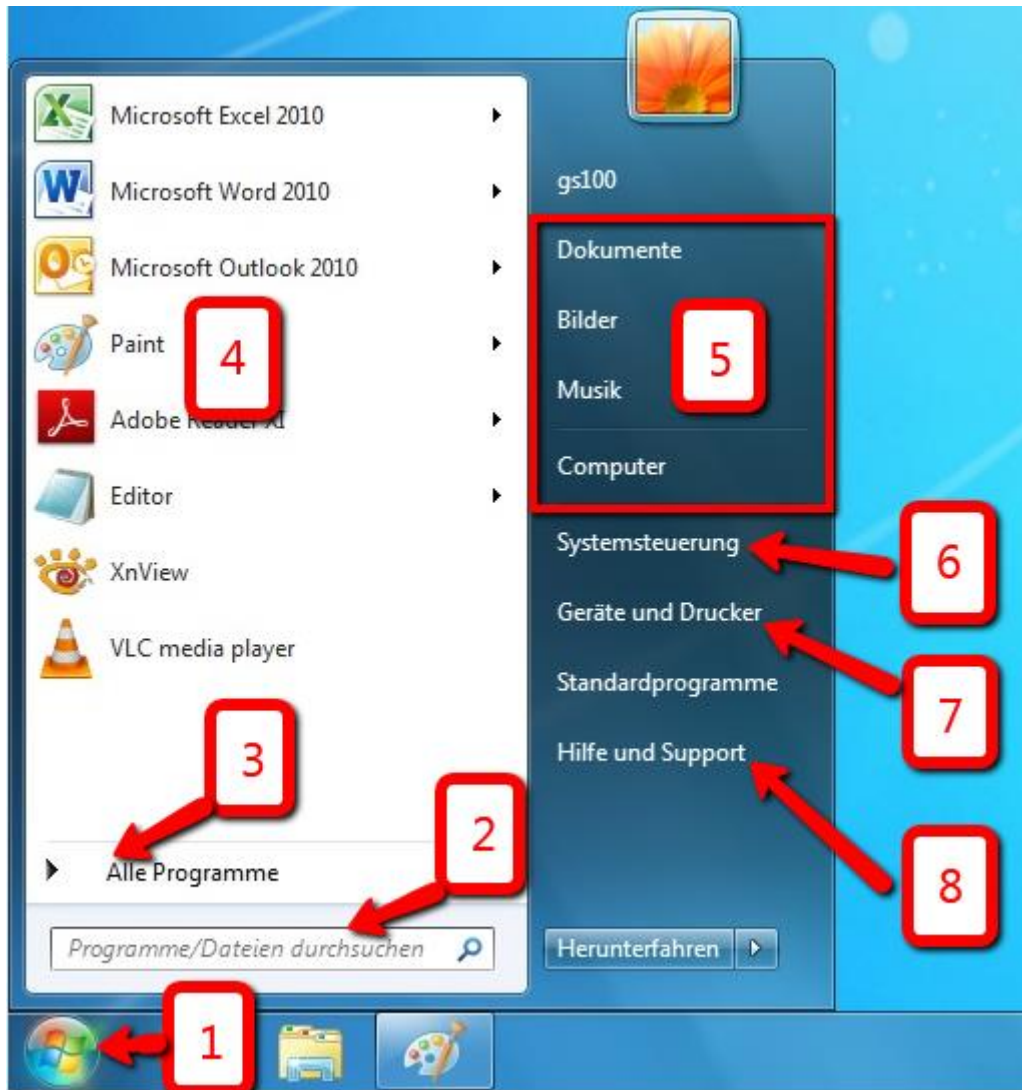 Microsoft Excel 2010
Microsoft Word 2010
Microsoft Outlook 2010
Paint
4
Adobe Reader XI
Editor
XnView
VLC media player
3
2
Alle Programme
Programme/Dateien durchsuchen
1
gs100
Dokumente
Bilder
5
Musik
Computer
Systemsteuerung
6
Geräte und Drucker
7
Standardprogramme
Hilfe und Support
8
Herunterfahren